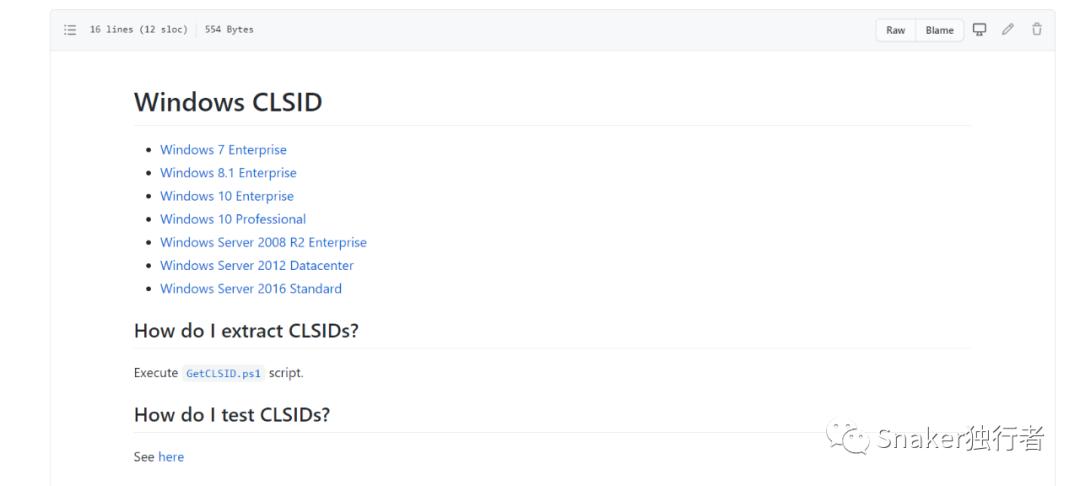 16 lines (12 sloc) 554 Bytes Raw Blame
Windows CLSID
Windows 7 Enterprise
Windows 8.1 Enterprise
Windows 10 Enterprise
Windows 10 Professional
Windows Server 2008 R2 Enterprise
Windows Server 2012 Datacenter
Windows Server 2016 Standard
How do I extract CLSIDs?
Execute GetCLSID.ps1 script.
How do I test CLSIDs?
See here
Snaker独行者